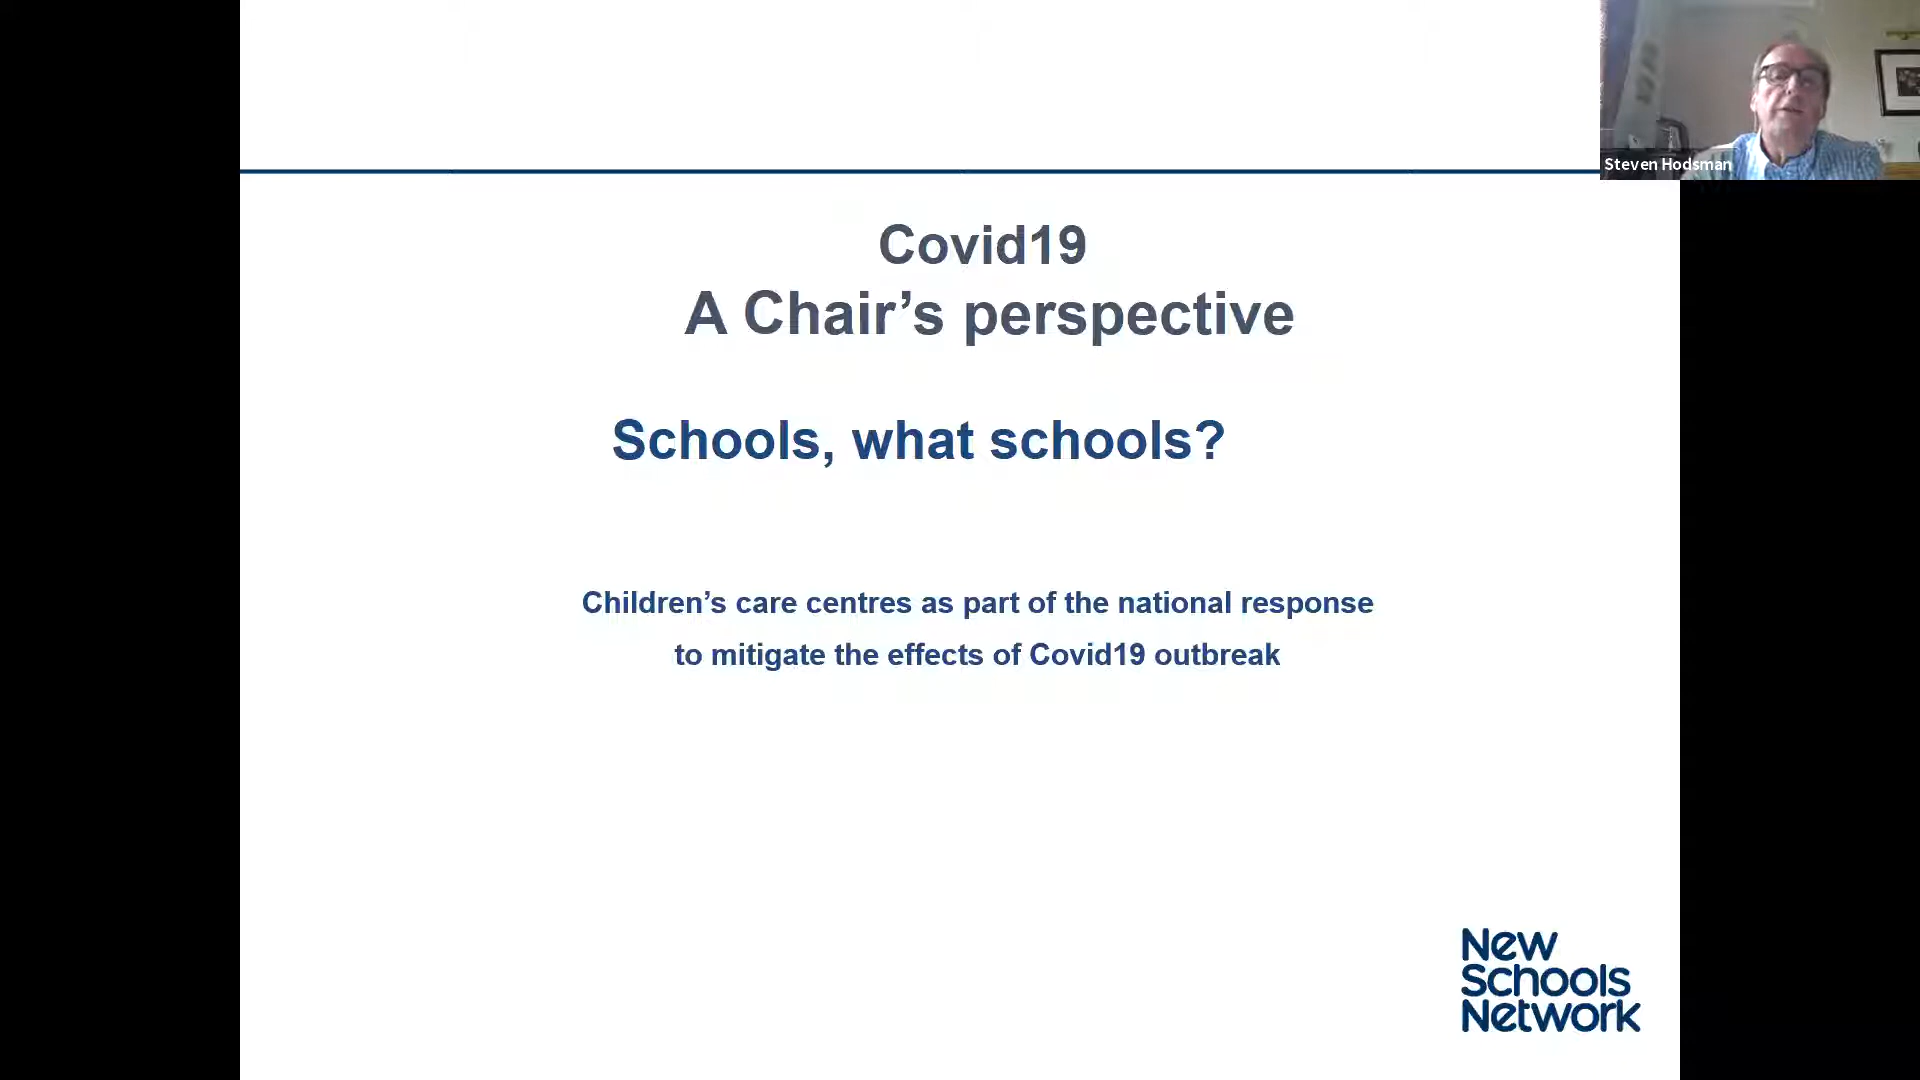 Steven Hodsman
Covid19
A Chair’s perspective
Schools, what schools?
Children’s care centres as part of the national response
to mitigate the effects of Covid19 outbreak
New
Schools
Network